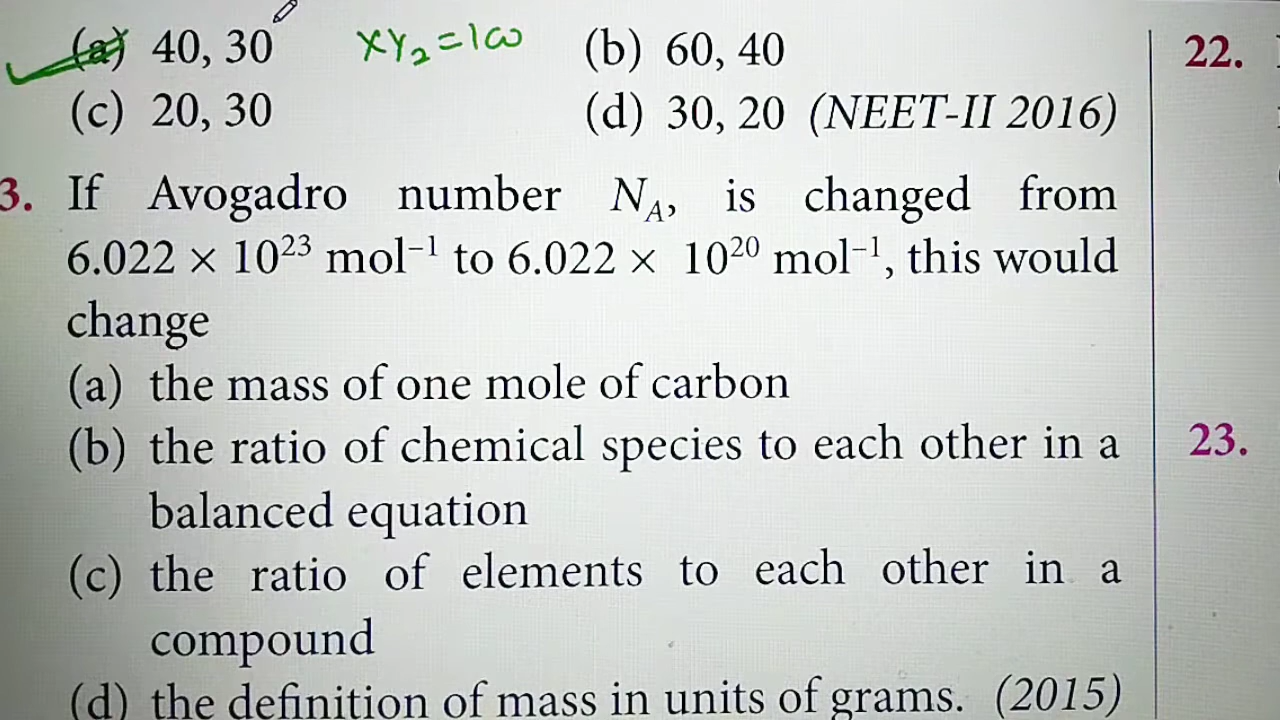 (a) 40, 30 XY₂ = 100 (b) 60, 40
(c) 20, 30 (d) 30, 20 (NEET-II 2016)
3. If Avogadro number N_A, is changed from
6.022 × 10²³ mol⁻¹ to 6.022 × 10²⁰ mol⁻¹, this would
change
(a) the mass of one mole of carbon
(b) the ratio of chemical species to each other in a
balanced equation
(c) the ratio of elements to each other in a
compound
(d) the definition of mass in units of grams. (2015)
22.
23.